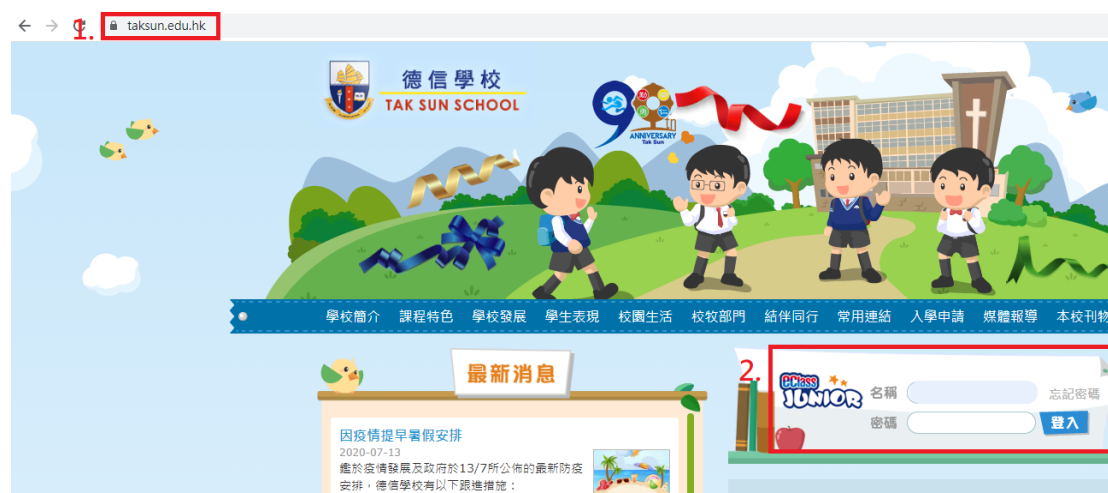 1.
taksun.edu.hk
德信學校
TAK SUN SCHOOL
90
th
ANNIVERSARY
Tak Sun
學校簡介 課程特色 學校發展 學生表現 校園生活 校牧部門 結伴同行 常用連結 入學申請 媒體報導 本校刊物
最新消息
因疫情提早暑假安排
2020-07-13
鑑於疫情發展及政府於13/7所公佈的最新防疫
安排，德信學校有以下跟進措施：
2.
eClass
JUNIOR
名稱
忘記密碼
密碼
登入